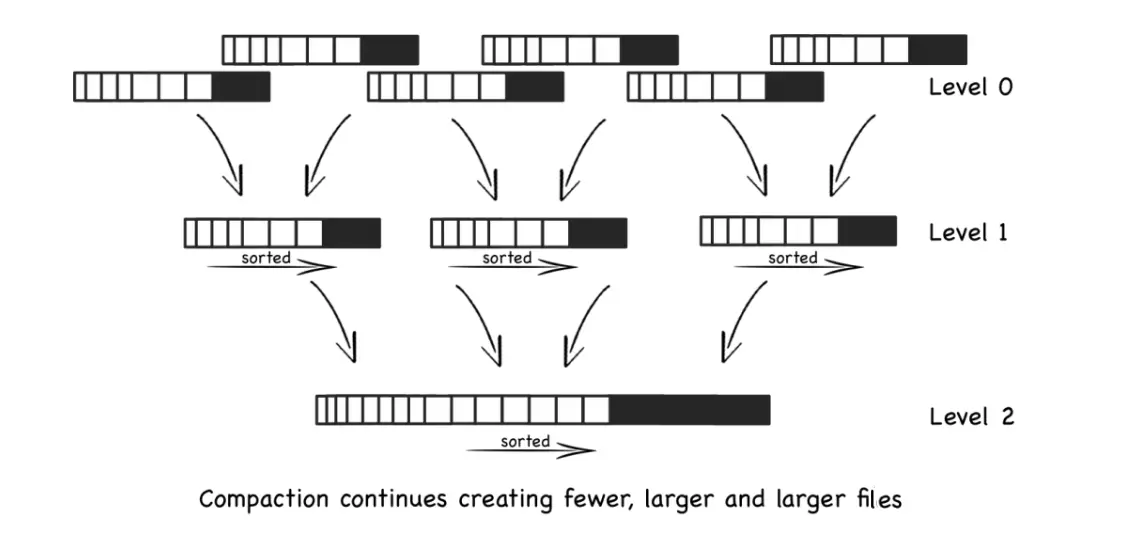 Level 0
Level 1
sorted
sorted
sorted
Level 2
sorted
Compaction continues creating fewer, larger and larger files